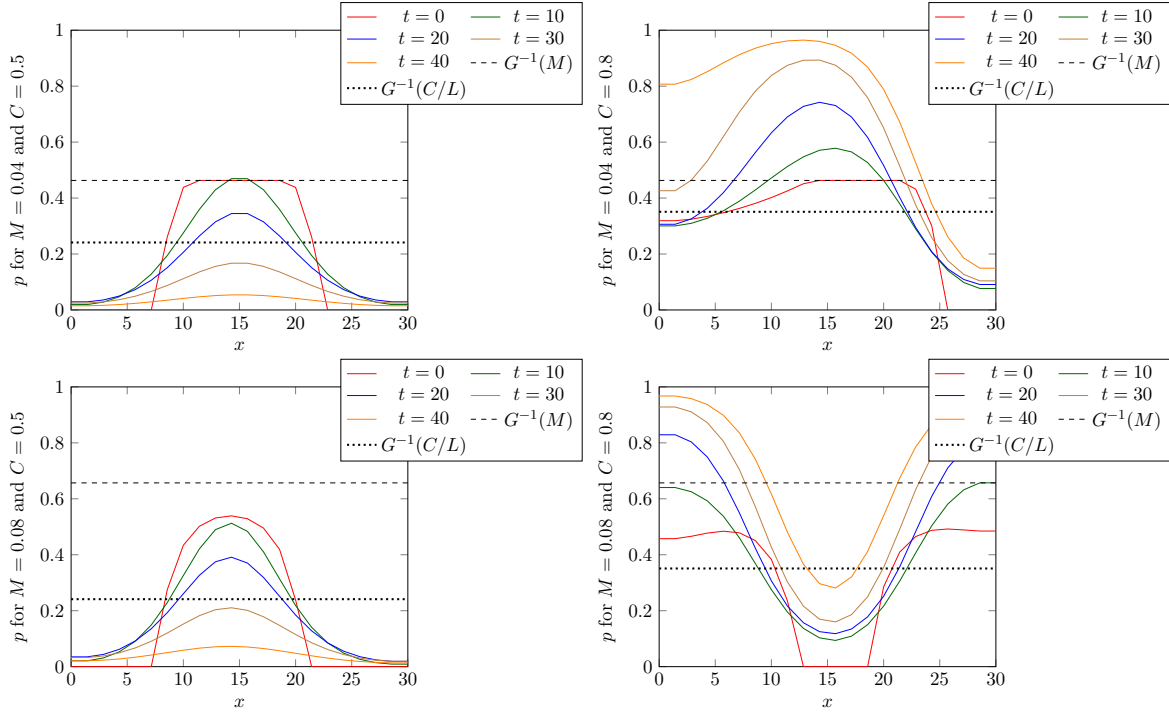 t = 0 t = 10
t = 20 t = 30
t = 40 G⁻¹(M)
G⁻¹(C/L)
p for M = 0.04 and C = 0.5
1
0.8
0.6
0.4
0.2
0
0 5 10 15 20 25 30
x
t = 0 t = 10
t = 20 t = 30
t = 40 G⁻¹(M)
G⁻¹(C/L)
p for M = 0.04 and C = 0.8
1
0.8
0.6
0.4
0.2
0
0 5 10 15 20 25 30
x
t = 0 t = 10
t = 20 t = 30
t = 40 G⁻¹(M)
G⁻¹(C/L)
p for M = 0.08 and C = 0.5
1
0.8
0.6
0.4
0.2
0
0 5 10 15 20 25 30
x
t = 0 t = 10
t = 20 t = 30
t = 40 G⁻¹(M)
G⁻¹(C/L)
p for M = 0.08 and C = 0.8
1
0.8
0.6
0.4
0.2
0
0 5 10 15 20 25 30
x